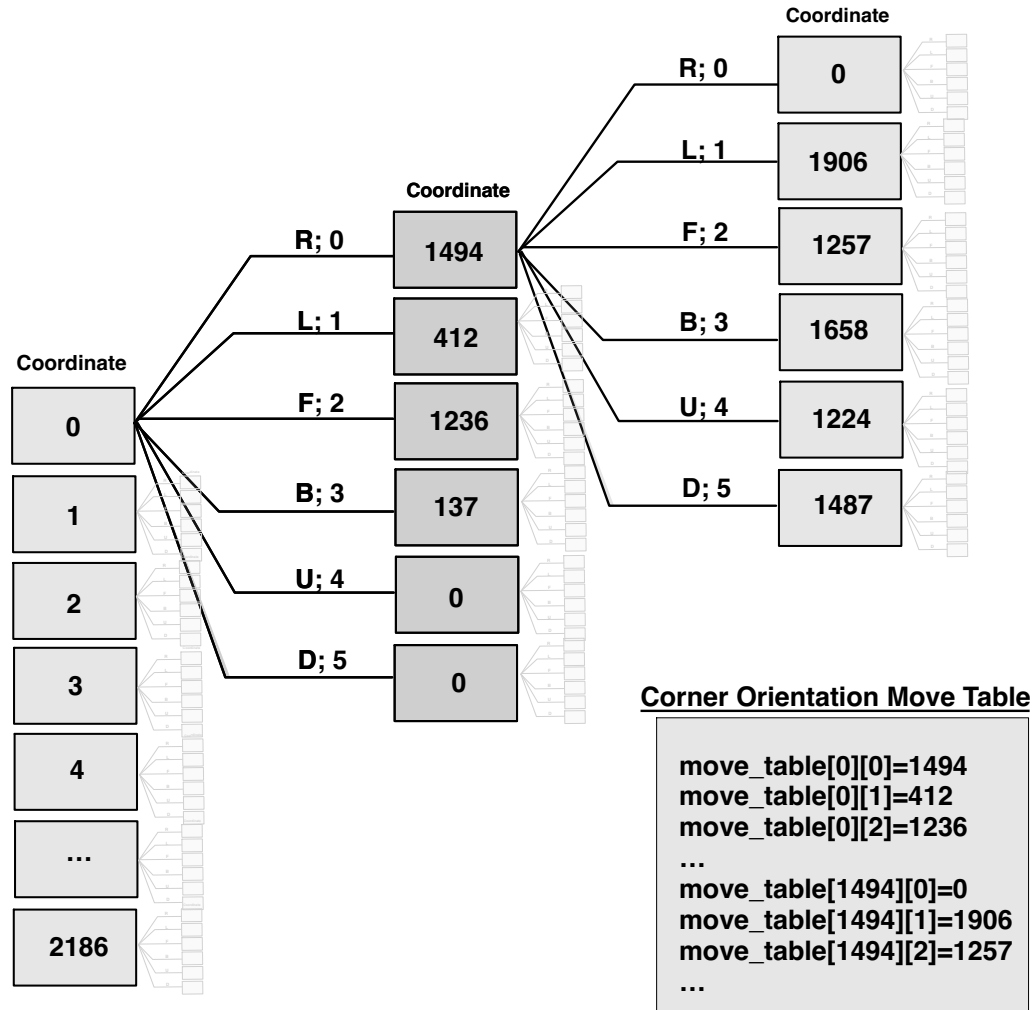 Coordinate
0
1
2
3
4
...
2186
R; 0
L; 1
F; 2
B; 3
U; 4
D; 5
Coordinate
1494
412
1236
137
0
0
R; 0
L; 1
F; 2
B; 3
U; 4
D; 5
Coordinate
0
1906
1257
1658
1224
1487
Corner Orientation Move Table
move_table[0][0]=1494
move_table[0][1]=412
move_table[0][2]=1236
...
move_table[1494][0]=0
move_table[1494][1]=1906
move_table[1494][2]=1257
...